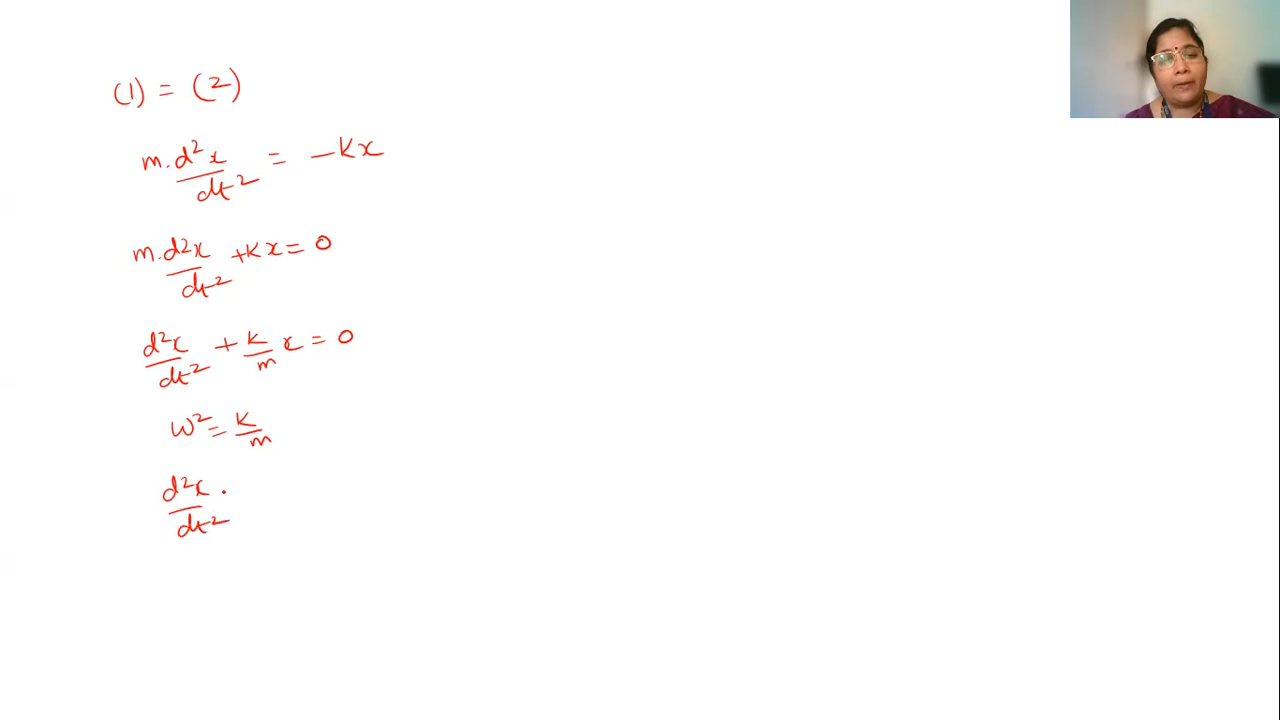 (1) = (2)
m. d²x/dt² = -kx
m. d²x/dt² + kx = 0
d²x/dt² + k/m x = 0
ω² = k/m
d²x/dt²